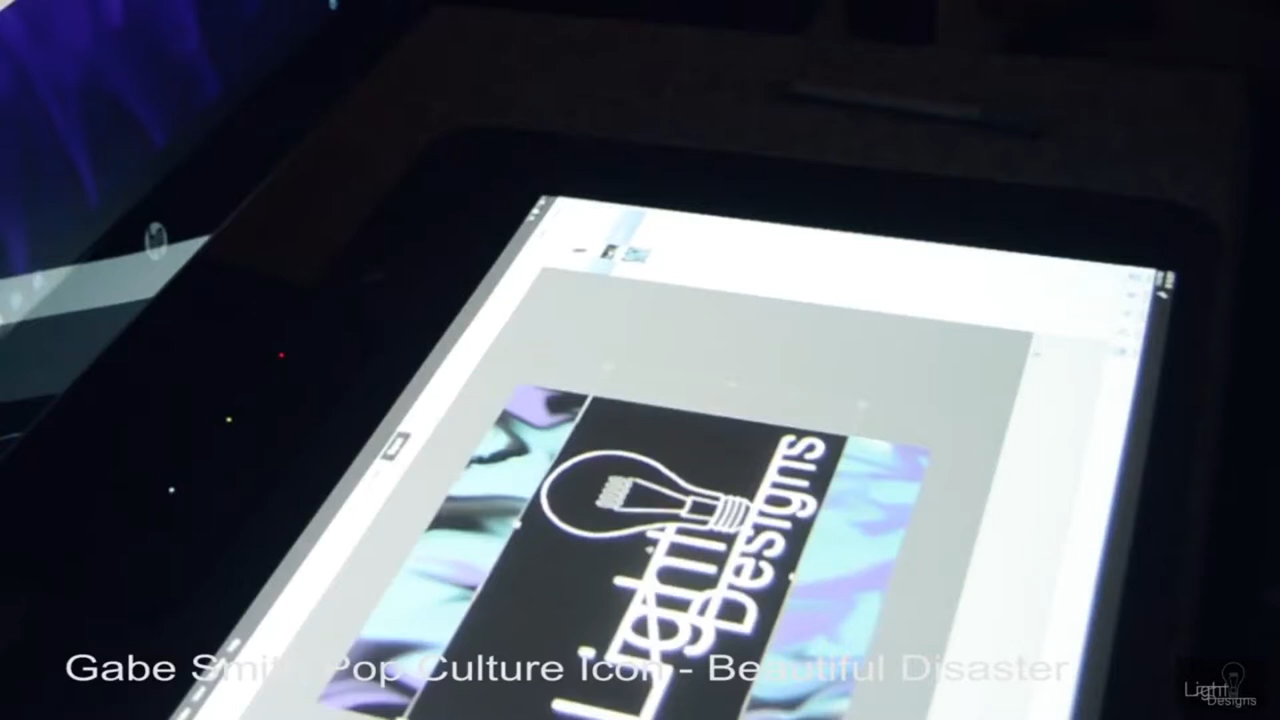 Light
Designs
Gabe Smith Pop Culture Icon - Beautiful Disaster
Light
Designs